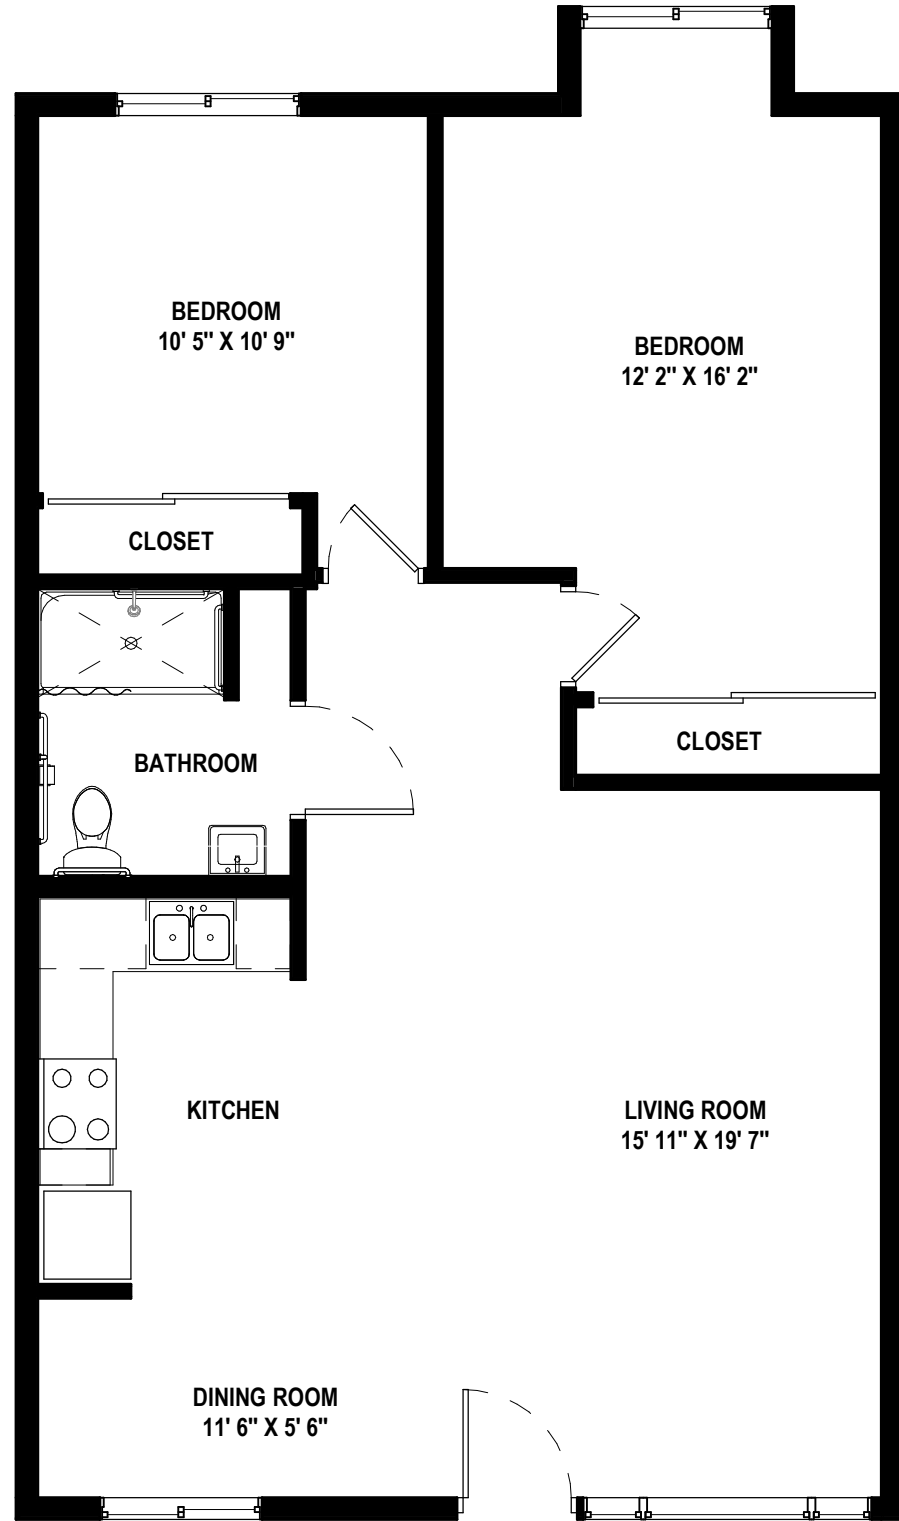 BEDROOM
10' 5" X 10' 9"
BEDROOM
12' 2" X 16' 2"
CLOSET
CLOSET
BATHROOM
KITCHEN
LIVING ROOM
15' 11" X 19' 7"
DINING ROOM
11' 6" X 5' 6"